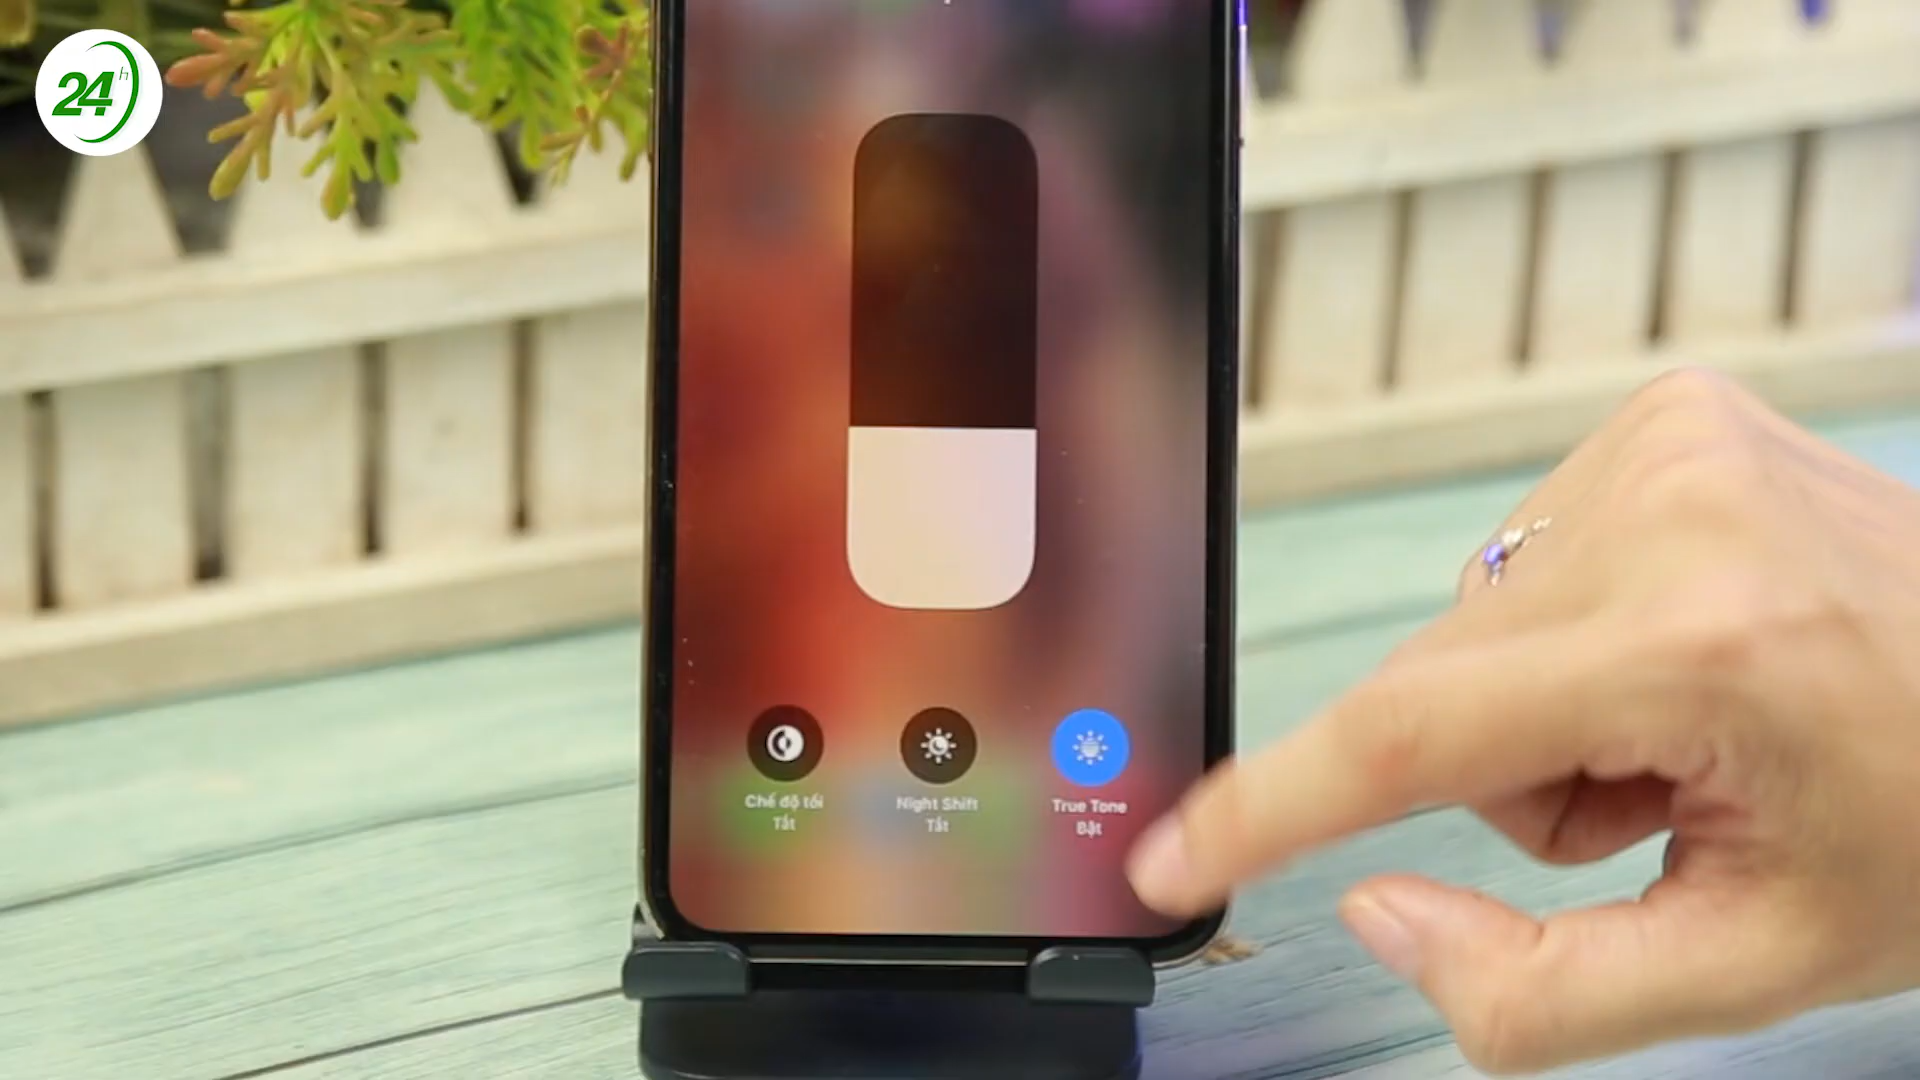 24h
Chế độ tối
Tắt
Night Shift
Tắt
True Tone
Bật